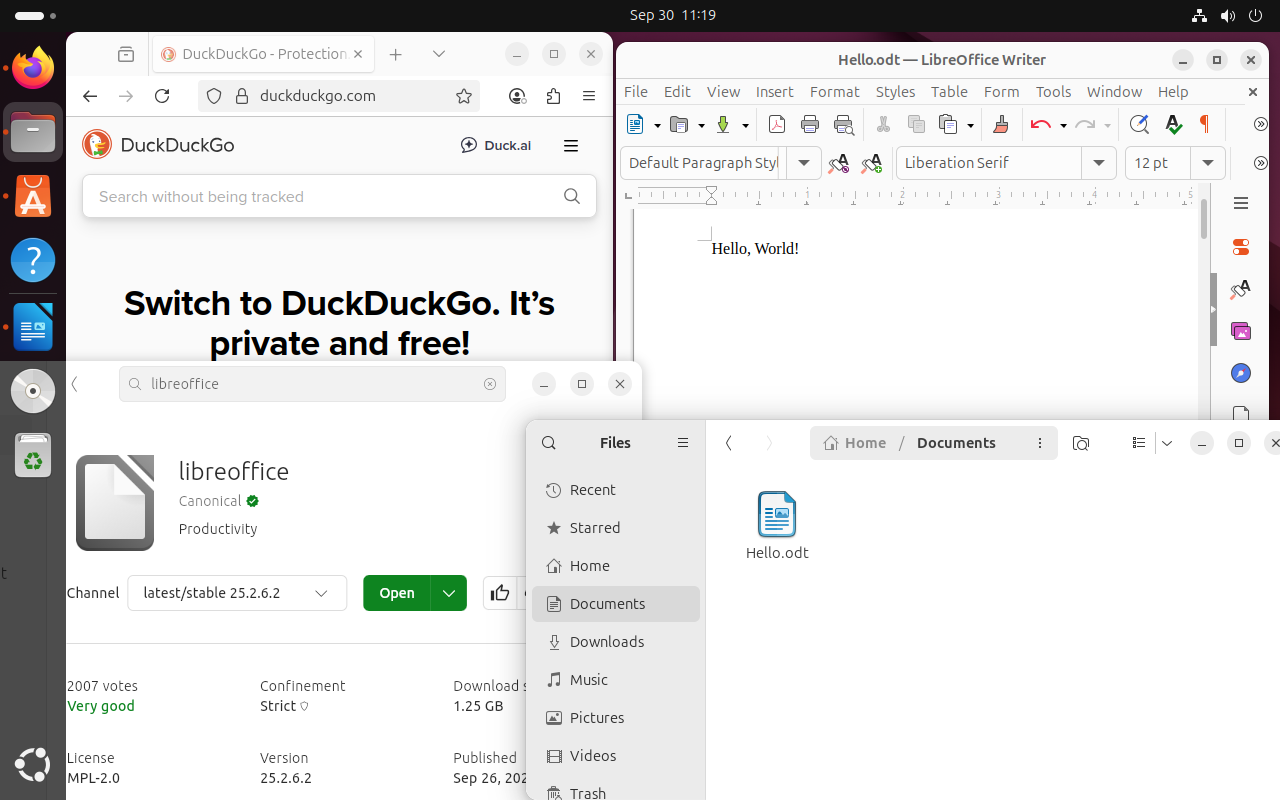 Sep 30 11:19
DuckDuckGo - Protection
duckduckgo.com
DuckDuckGo
Duck.ai
Search without being tracked
Switch to DuckDuckGo. It’s
private and free!
Hello.odt — LibreOffice Writer
File Edit View Insert Format Styles Table Form Tools Window Help
Default Paragraph Styl
Liberation Serif
12 pt
1 2 3 4 5
Hello, World!
libreoffice
libreoffice
Canonical
Productivity
Channel
latest/stable 25.2.6.2
Open
2007 votes
Very good
Confinement
Strict
Download s
1.25 GB
License
MPL-2.0
Version
25.2.6.2
Published
Sep 26, 202
t
Files
Home / Documents
Recent
Starred
Home
Documents
Downloads
Music
Pictures
Videos
Trash
Hello.odt